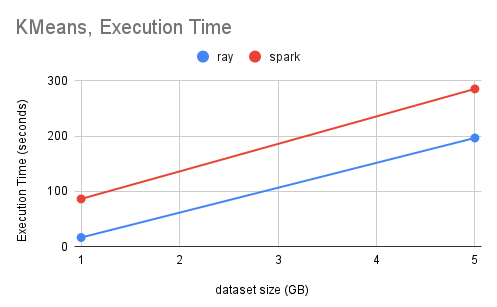 KMeans, Execution Time
ray spark
Execution Time (seconds)
300
200
100
0
1 2 3 4 5
dataset size (GB)